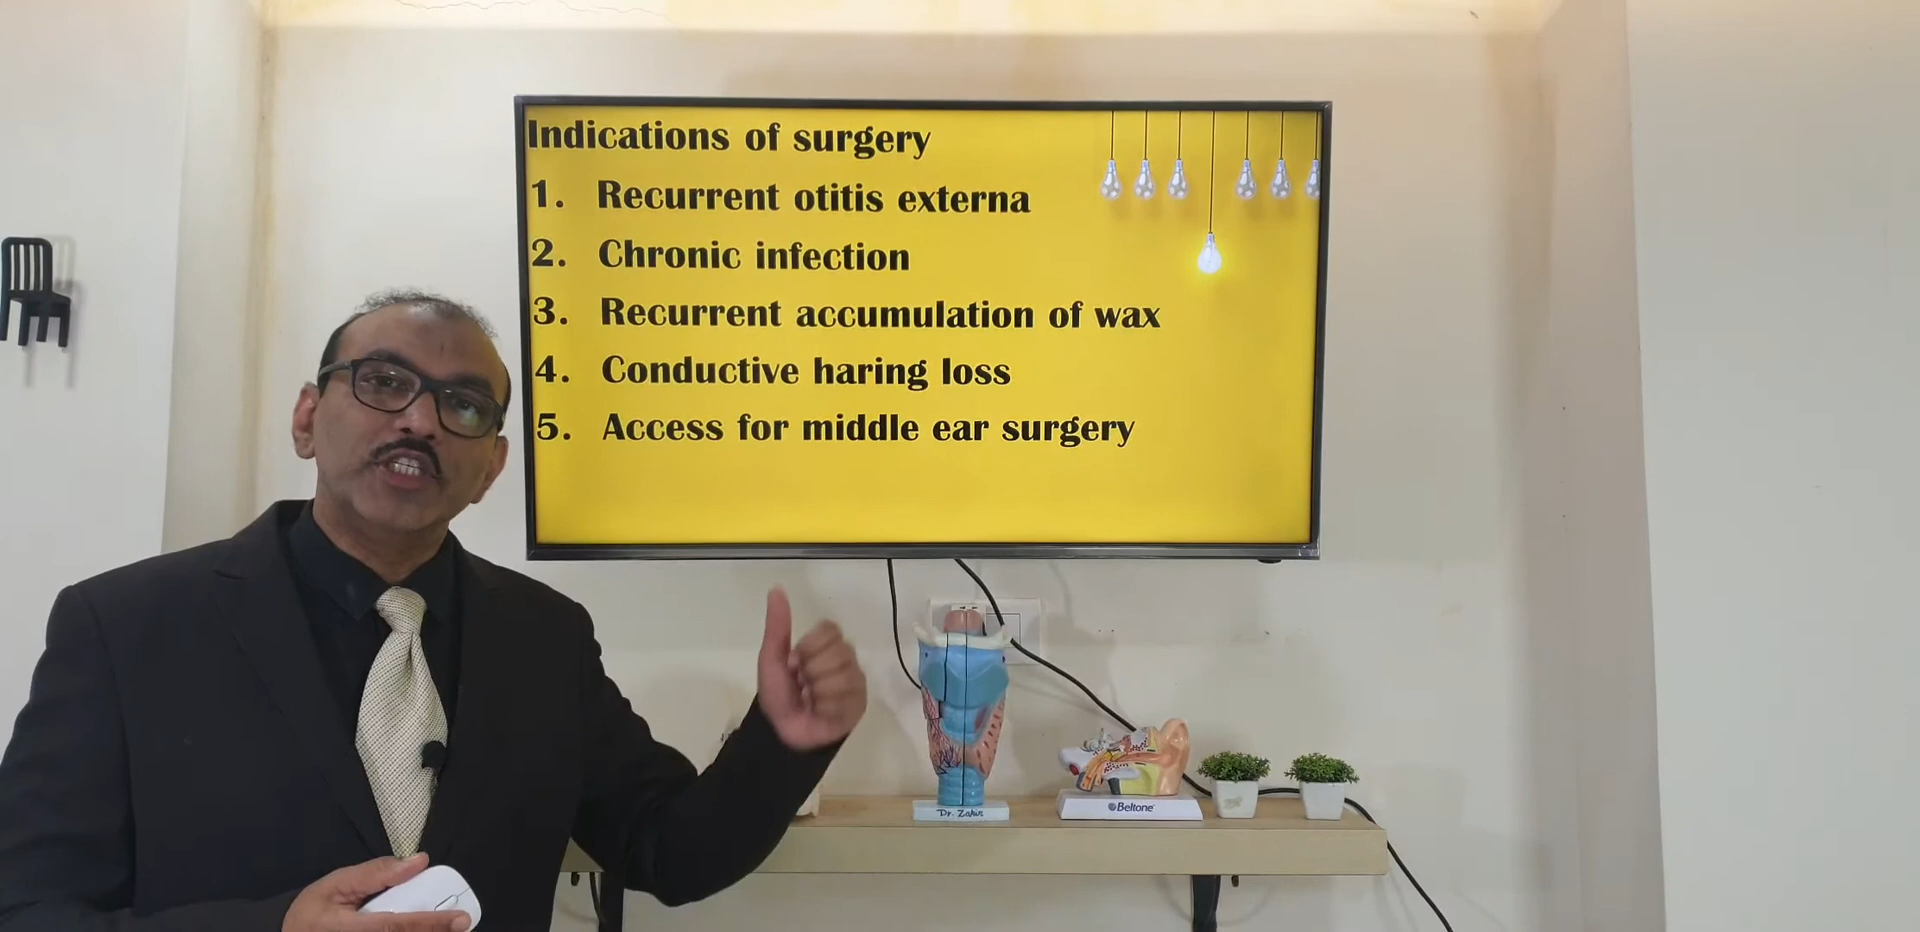 Indications of surgery
1. Recurrent otitis externa
2. Chronic infection
3. Recurrent accumulation of wax
4. Conductive haring loss
5. Access for middle ear surgery
Dr. Zahir
Beltone